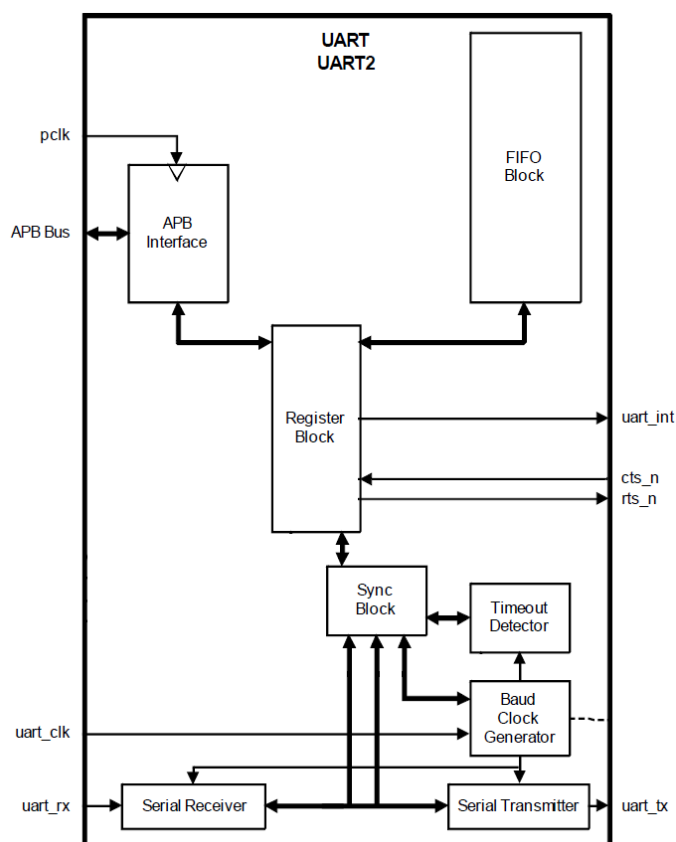 UART
UART2
pclk
FIFO
Block
APB Bus
APB
Interface
Register
Block
uart_int
cts_n
rts_n
Sync
Block
Timeout
Detector
uart_clk
Baud
Clock
Generator
uart_rx
Serial Receiver
Serial Transmitter
uart_tx